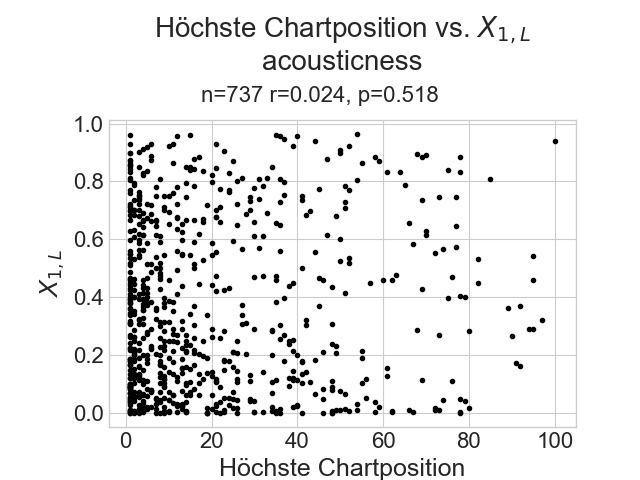 Höchste Chartposition vs. X₁,L
acousticness
n=737 r=0.024, p=0.518
1.0
0.8
0.6
0.4
0.2
0.0
X₁,L
0 20 40 60 80 100
Höchste Chartposition